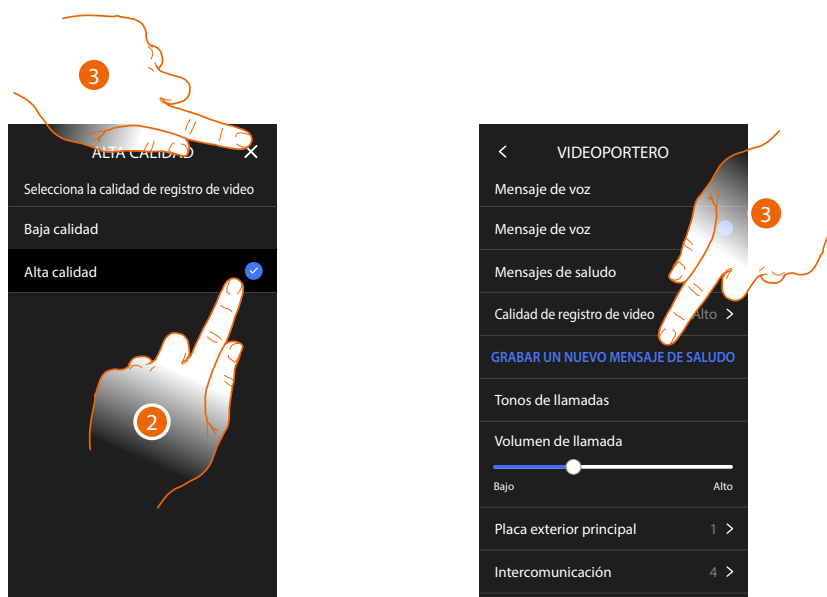 3
ALTA CALIDAD
Selecciona la calidad de registro de video
Baja calidad
Alta calidad
2
VIDEOPORTERO
Mensaje de voz
Mensaje de voz
3
Mensajes de saludo
Calidad de registro de video Alto
GRABAR UN NUEVO MENSAJE DE SALUDO
Tonos de llamadas
Volumen de llamada
Bajo Alto
Placa exterior principal 1
Intercomunicación 4